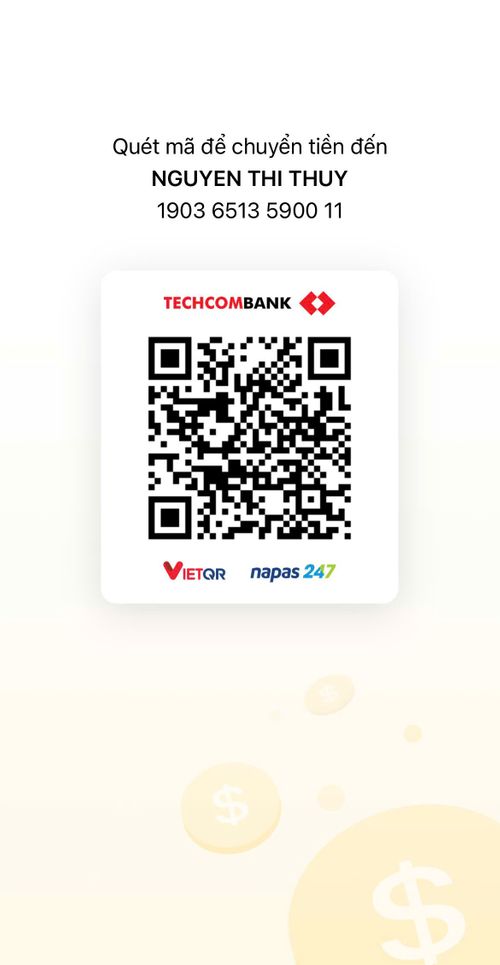 Quét mã để chuyển tiền đến
NGUYEN THI THUY
1903 6513 5900 11
TECHCOMBANK
VIETQR napas 247
$
$
$